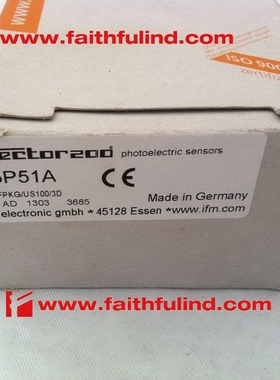 www.faithfulind.com
ISO 900
zertifiz
ector200 photoelectric sensors
P51A
CE
FPKG/US100/3D
AD 1303 3685
Made in Germany
electronic gmbh • 45128 Essen • www.ifm.com
www.faithfulind.com